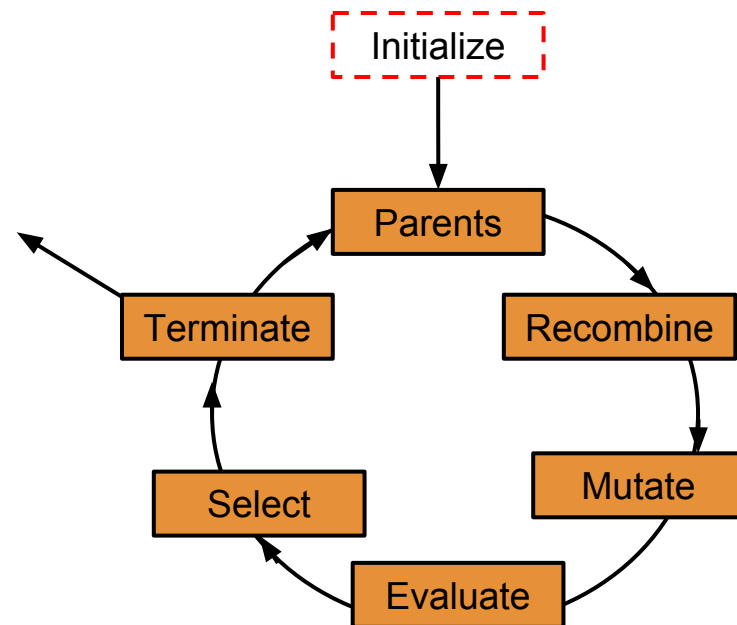 Initialize
Parents
Terminate
Recombine
Select
Mutate
Evaluate